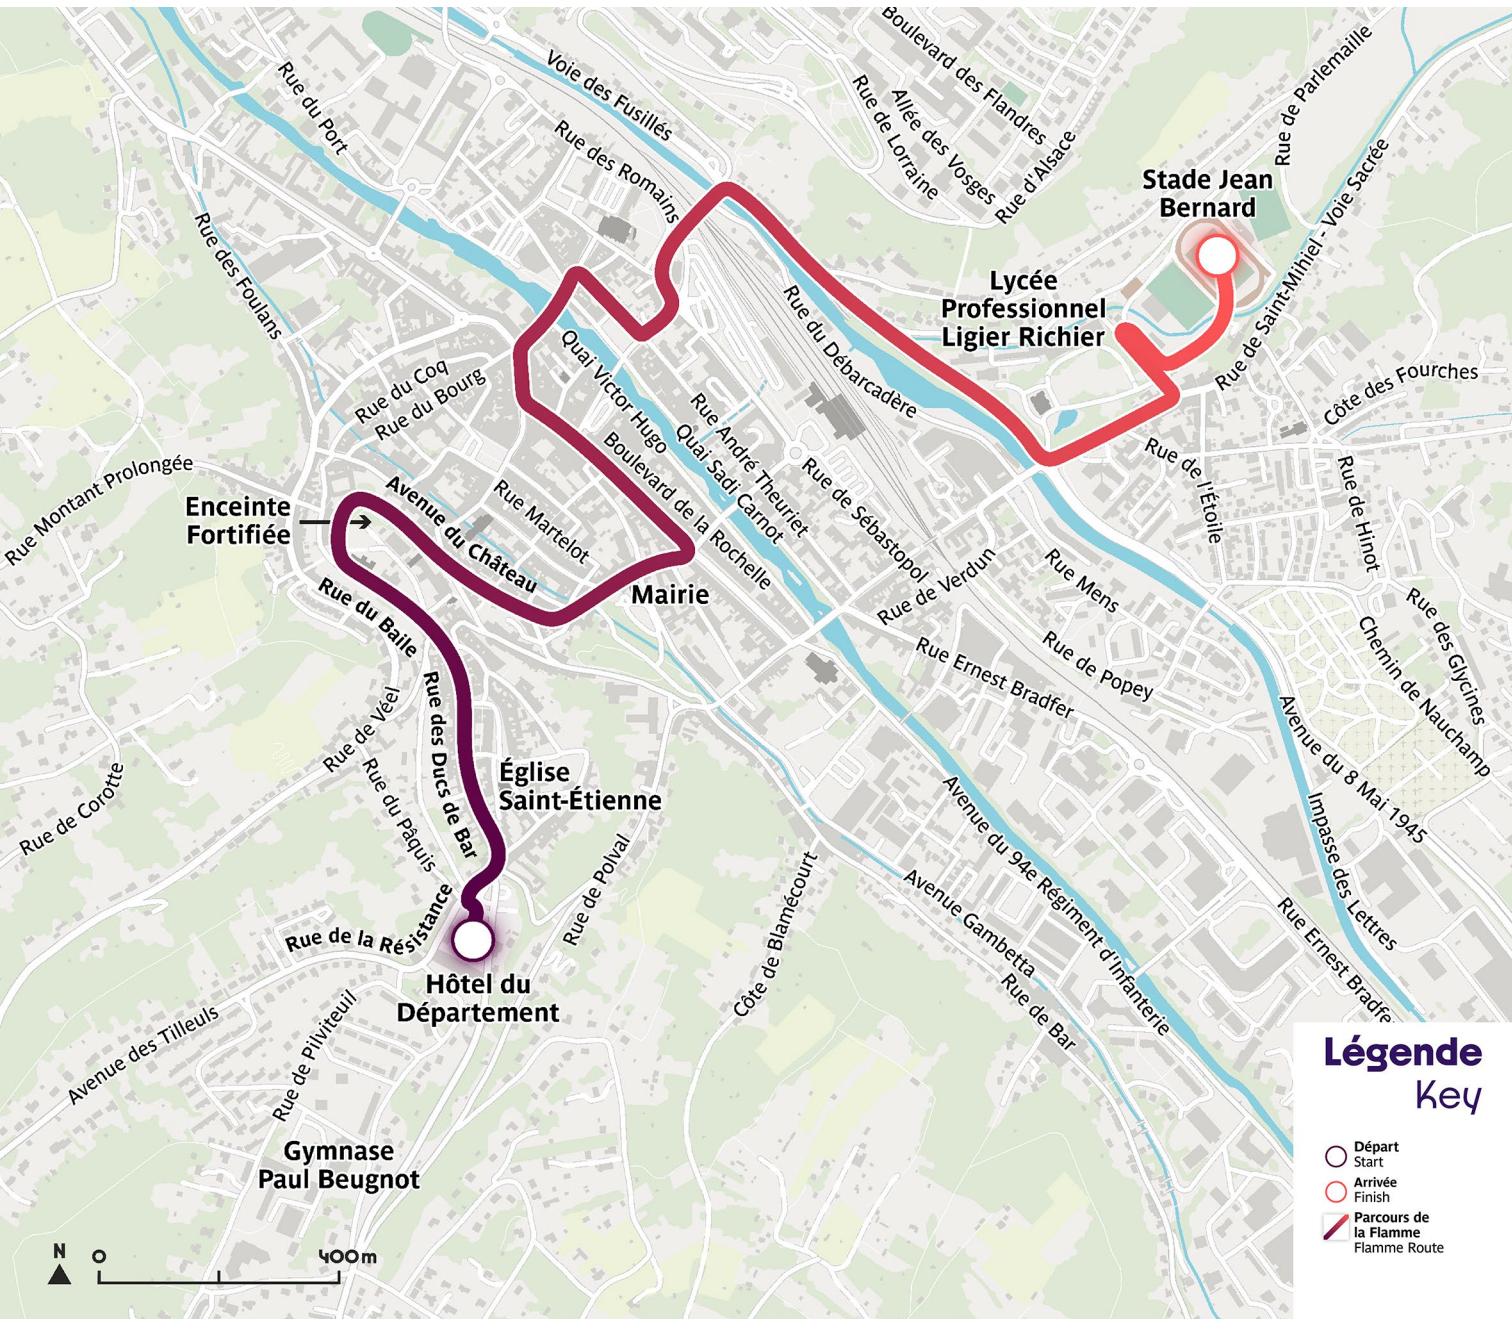 Boulevard des Flandres
Voie des Fusillés
Rue du Port
Rue de Lorraine
Allée des Vosges
Rue d'Alsace
Rue de Parlemaille
Rue des Romains
Stade Jean
Bernard
Rue de Saint-Mihiel - Voie Sacrée
Rue des Foulans
Lycée
Professionnel
Ligier Richier
Rue du Débarcadère
Quai Victor Hugo
Rue du Coq
Rue du Bourg
Côte des Fourches
Rue André Theuriet
Quai Sadi Carnot
Boulevard de la Rochelle
Rue de Sébastopol
Rue de l'Étoile
Rue de Hinot
Rue Montant Prolongée
Enceinte
Fortifiée
Avenue du Château
Rue Martelot
Mairie
Rue de Verdun
Rue Mens
Rue du Baile
Rue des Glycines
Chemin de Nauchamp
Rue Ernest Bradfer
Rue de Popey
Rue des Ducs de Bar
Rue de Véel
Rue du Pâquis
Rue de Corotte
Église
Saint-Étienne
Avenue du 8 Mai 1945
Impasse des Lettres
Avenue du 94e Régiment d'Infanterie
Rue de Polval
Côte de Blamécourt
Avenue Gambetta
Rue de la Résistance
Rue Ernest Bradfer
Hôtel du
Département
Rue de Bar
Avenue des Tilleuls
Rue de Pilviteuil
Gymnase
Paul Beugnot
N
0
400m
Légende
Key
Départ
Start
Arrivée
Finish
Parcours de
la Flamme
Flamme Route